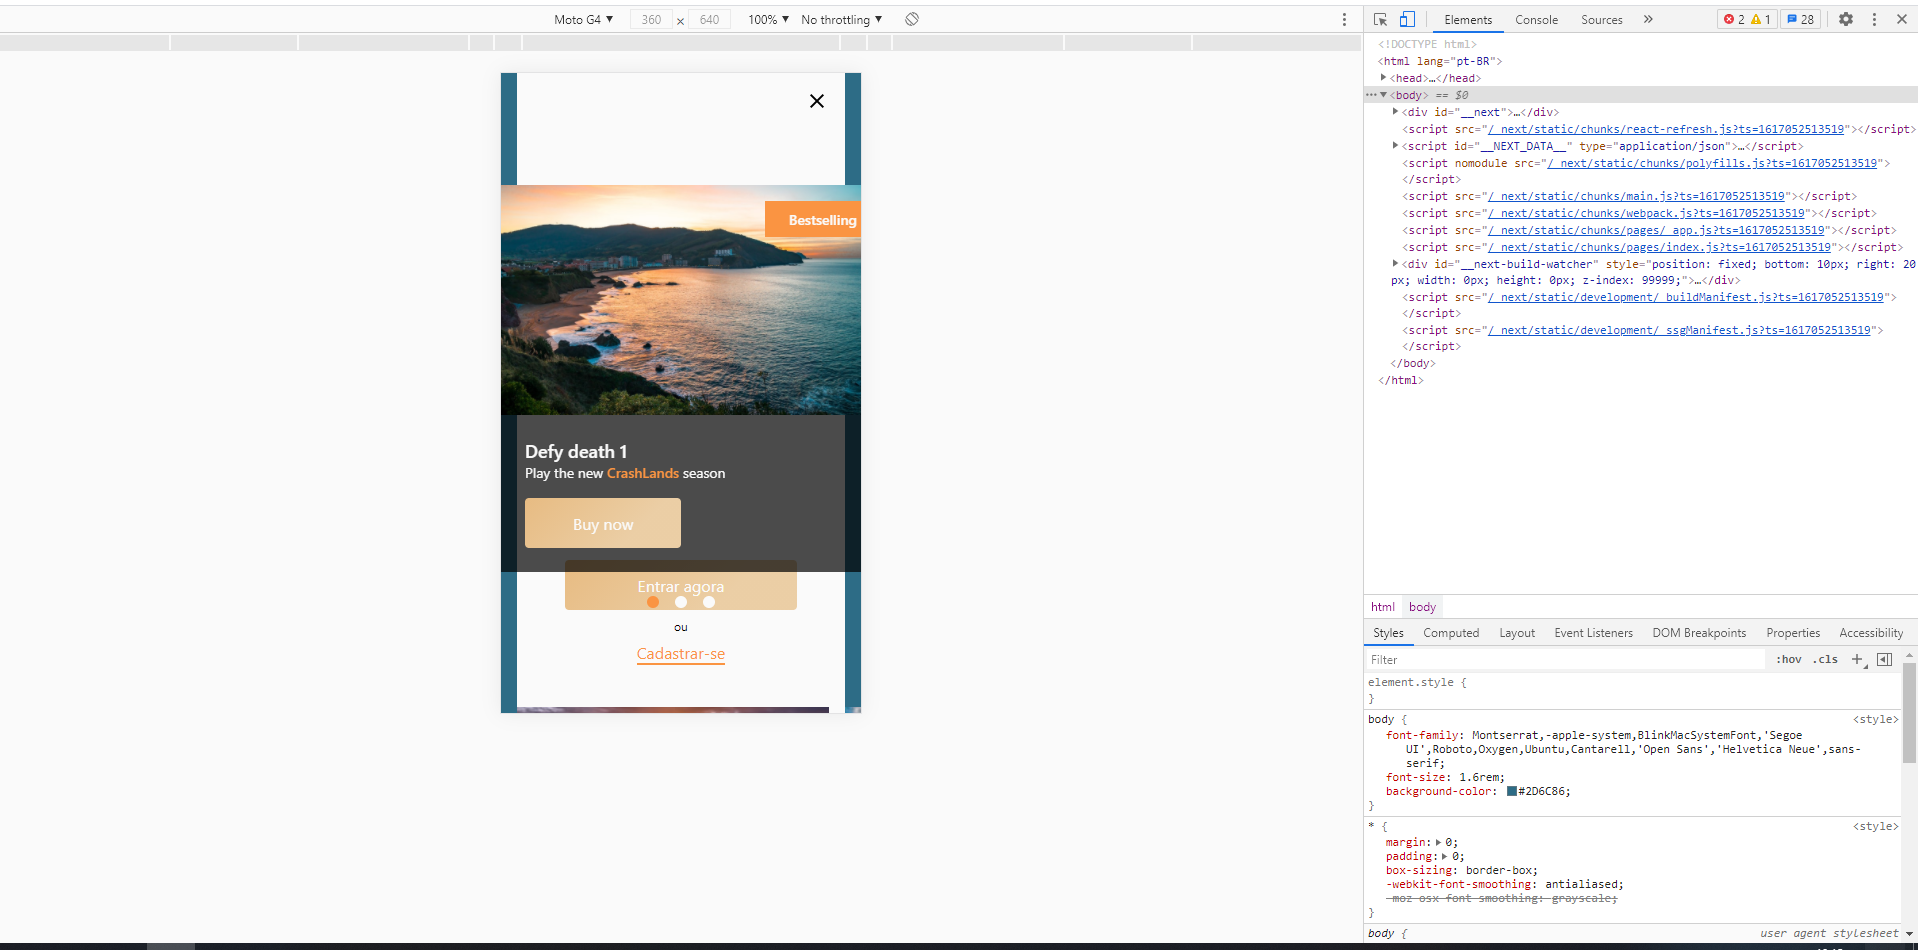 Moto G4 ▼ 360 × 640 100% ▼ No throttling ▼
Elements Console Sources » 2 1 28
Bestselling
Defy death 1
Play the new CrashLands season
Buy now
Entrar agora
ou
Cadastrar-se
<!DOCTYPE html>
<html lang="pt-BR">
<head>…</head>
<body> == $0
<div id="__next">…</div>
<script src="/_next/static/chunks/react-refresh.js?ts=1617052513519"></script>
<script id="__NEXT_DATA__" type="application/json">…</script>
<script nomodule src="/_next/static/chunks/polyfills.js?ts=1617052513519">
</script>
<script src="/_next/static/chunks/main.js?ts=1617052513519"></script>
<script src="/_next/static/chunks/webpack.js?ts=1617052513519"></script>
<script src="/_next/static/chunks/pages/_app.js?ts=1617052513519"></script>
<script src="/_next/static/chunks/pages/index.js?ts=1617052513519"></script>
<div id="__next-build-watcher" style="position: fixed; bottom: 10px; right: 20
px; width: 0px; height: 0px; z-index: 99999;">…</div>
<script src="/_next/static/development/_buildManifest.js?ts=1617052513519">
</script>
<script src="/_next/static/development/_ssgManifest.js?ts=1617052513519">
</script>
</body>
</html>
html body
Styles Computed Layout Event Listeners DOM Breakpoints Properties Accessibility
Filter :hov .cls +
element.style {
}
body { <style>
font-family: Montserrat,-apple-system,BlinkMacSystemFont,'Segoe
UI',Roboto,Oxygen,Ubuntu,Cantarell,'Open Sans','Helvetica Neue',sans-
serif;
font-size: 1.6rem;
background-color: #2D6C86;
}
* { <style>
margin: 0;
padding: 0;
box-sizing: border-box;
-webkit-font-smoothing: antialiased;
-moz-osx-font-smoothing: grayscale;
}
body { user agent stylesheet